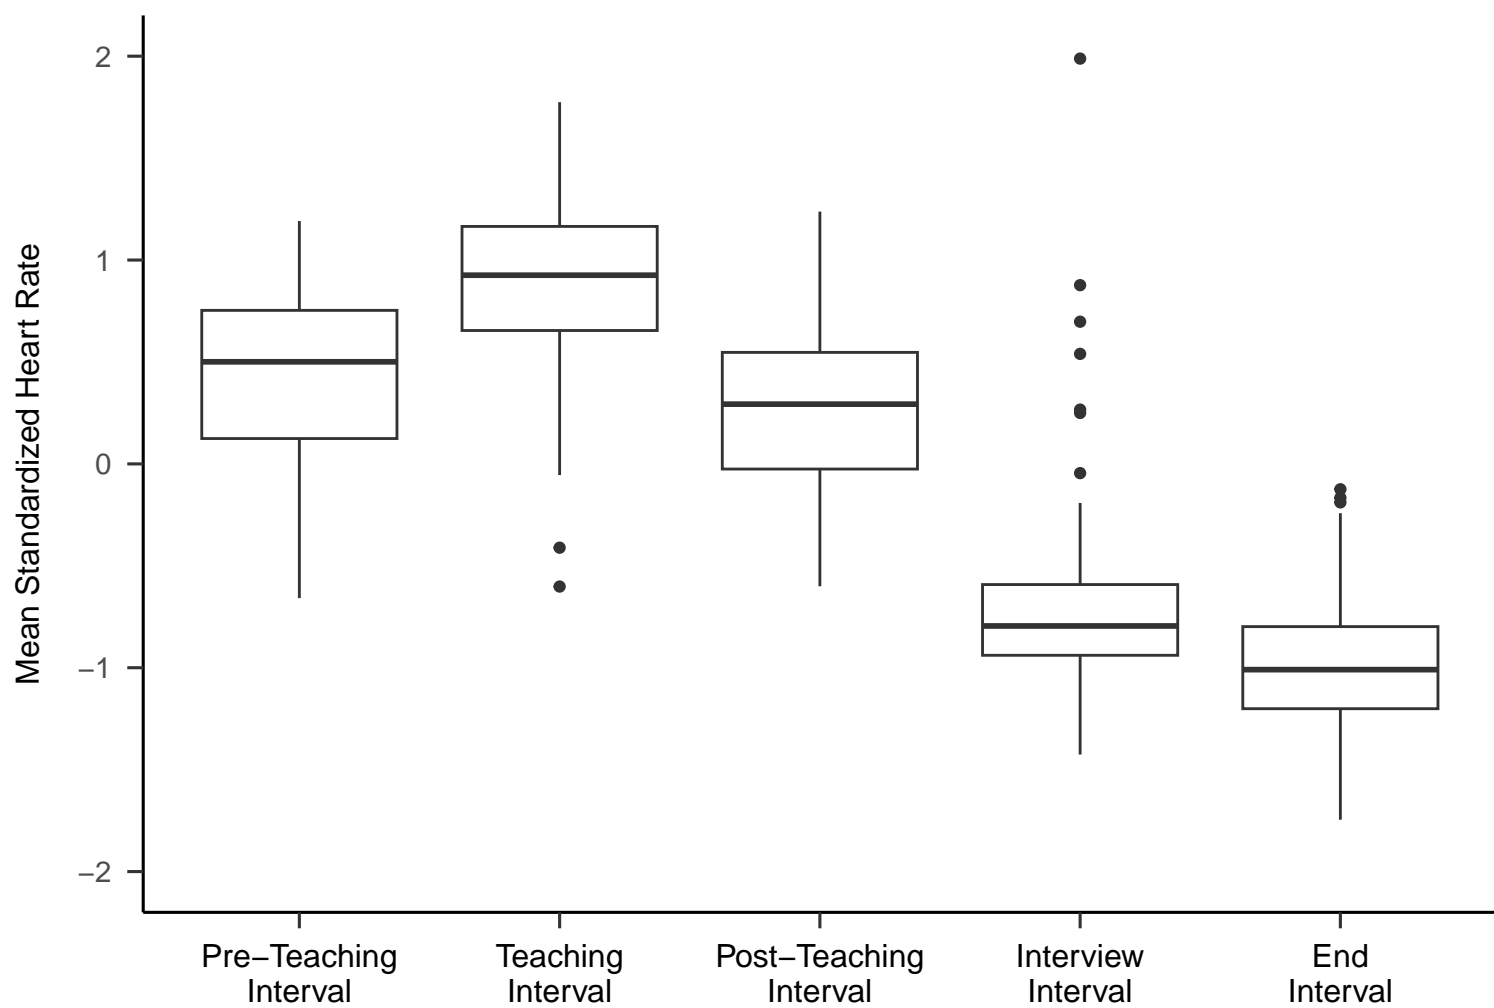 Mean Standardized Heart Rate
2
1
0
−1
−2
Pre−Teaching Interval
Teaching Interval
Post−Teaching Interval
Interview Interval
End Interval